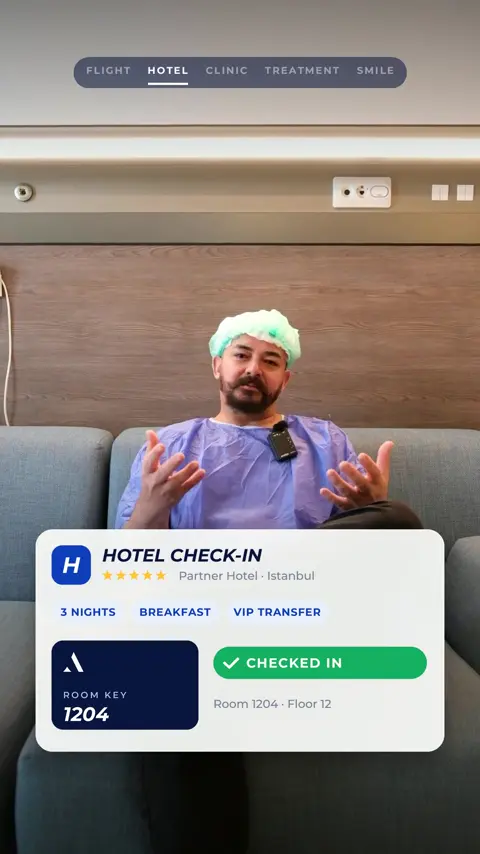 FLIGHT HOTEL CLINIC TREATMENT SMILE
H HOTEL CHECK-IN
★★★★★ Partner Hotel · Istanbul
3 NIGHTS BREAKFAST VIP TRANSFER
ROOM KEY
1204
✓ CHECKED IN
Room 1204 · Floor 12